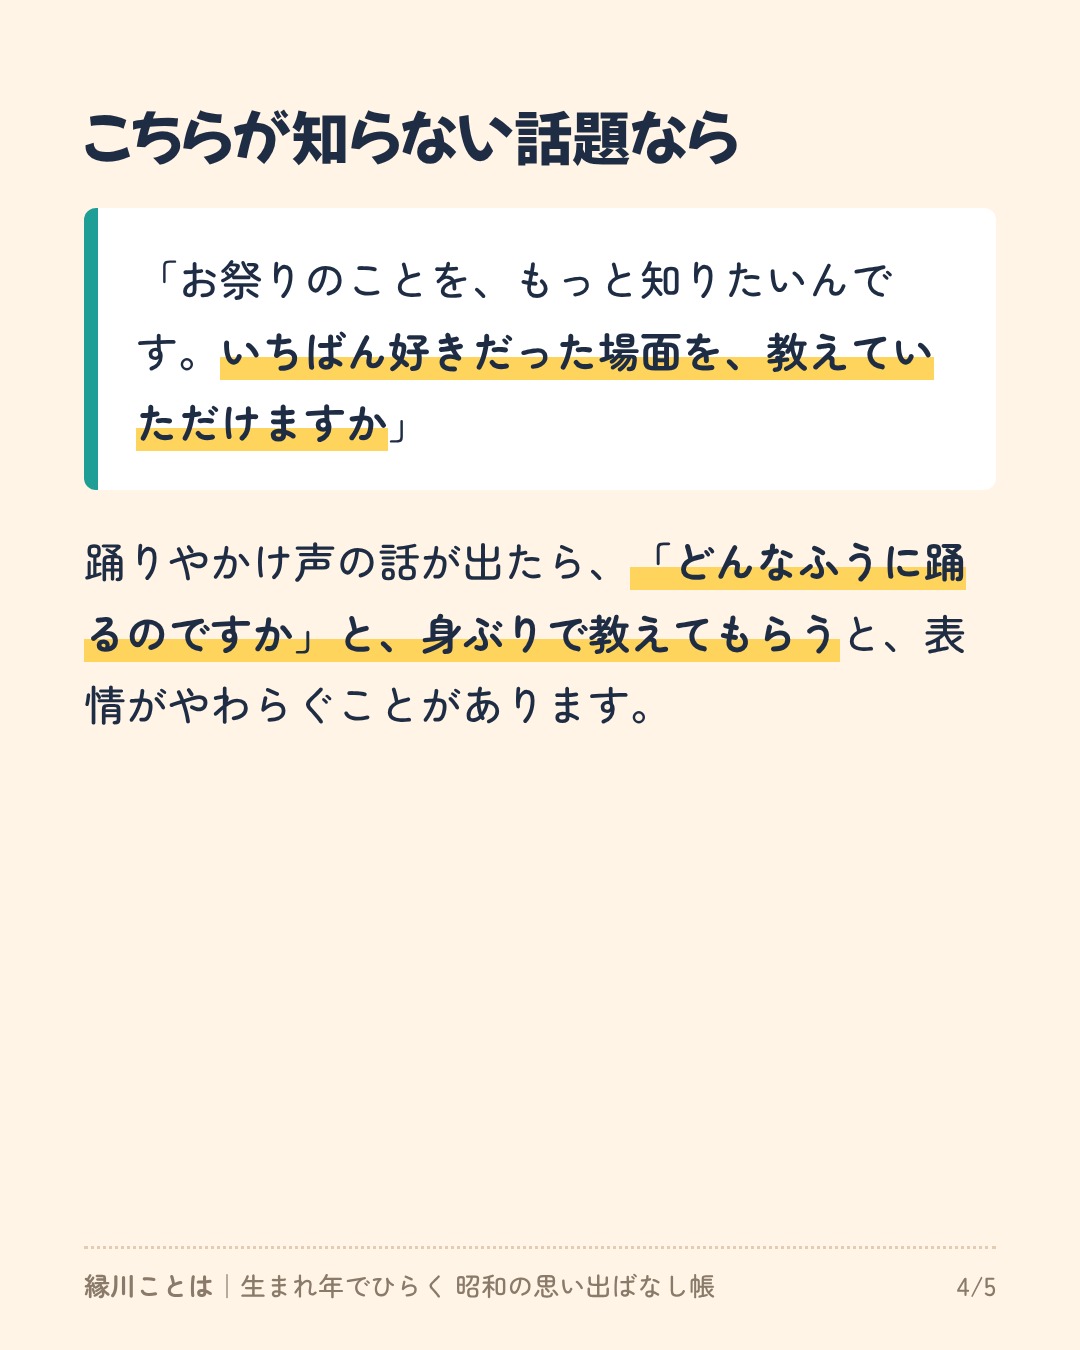 こちらが知らない話題なら
「お祭りのことを、もっと知りたいんで
す。いちばん好きだった場面を、教えてい
ただけますか」
踊りやかけ声の話が出たら、「どんなふうに踊
るのですか」と、身ぶりで教えてもらうと、表
情がやわらぐことがあります。
縁川ことは｜生まれ年でひらく 昭和の思い出ばなし帳
4/5